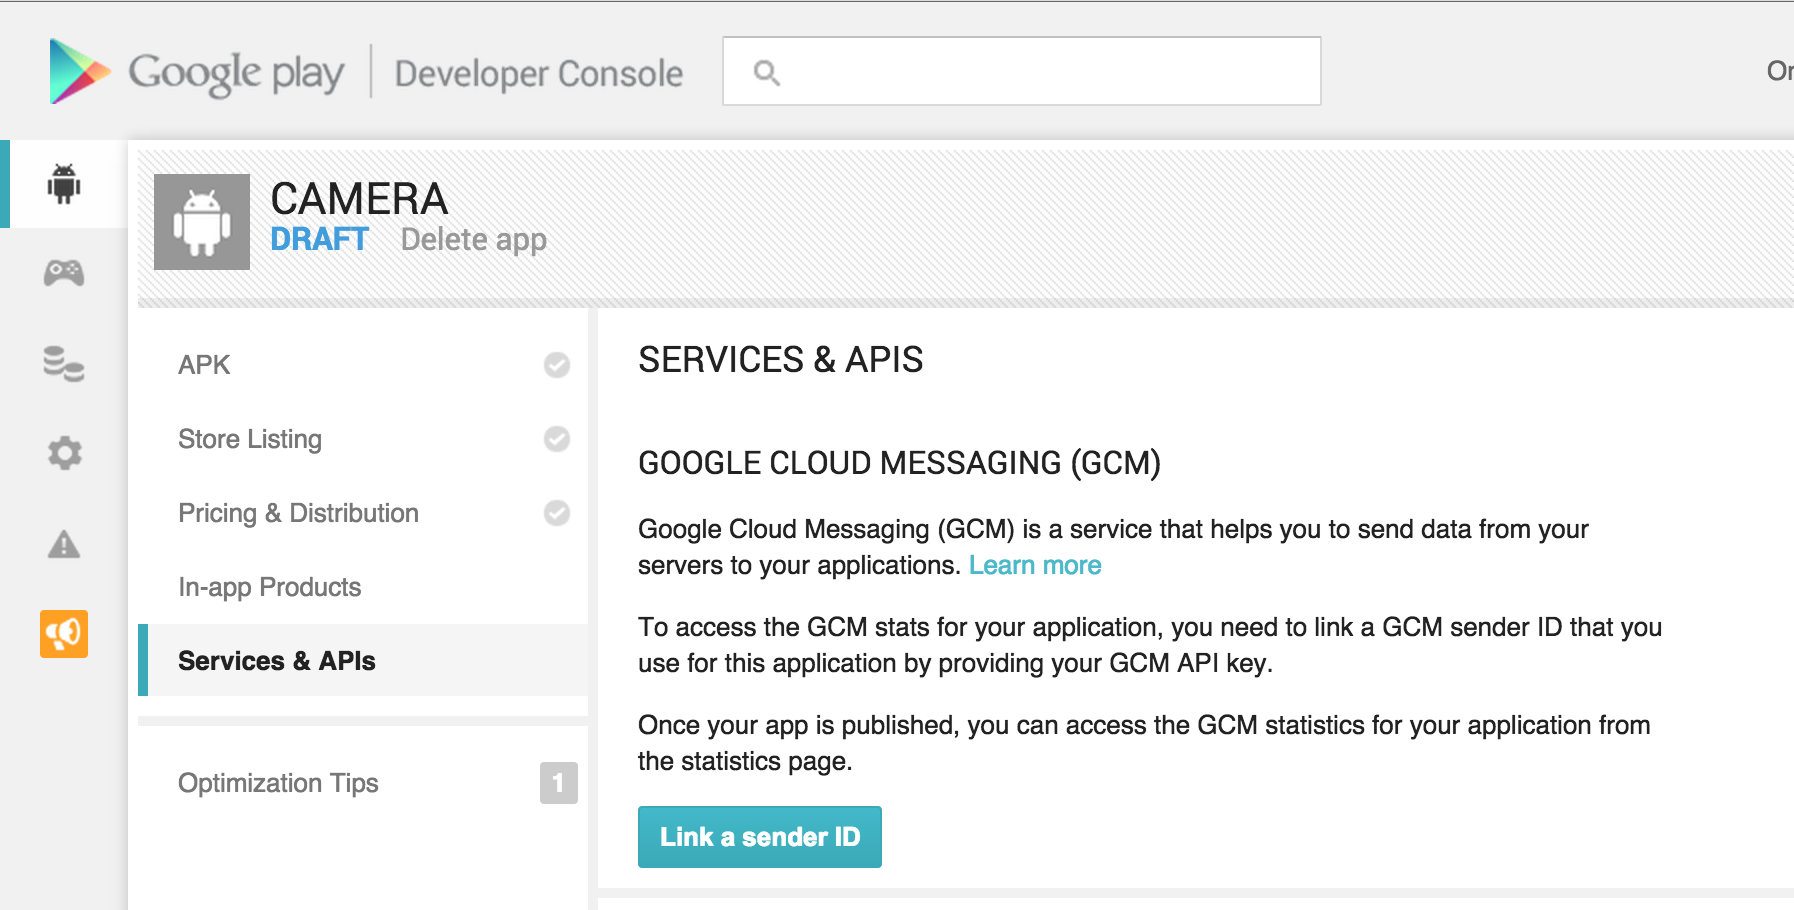 Google play | Developer Console
CAMERA
DRAFT Delete app
APK
Store Listing
Pricing & Distribution
In-app Products
Services & APIs
Optimization Tips 1
SERVICES & APIS
GOOGLE CLOUD MESSAGING (GCM)
Google Cloud Messaging (GCM) is a service that helps you to send data from your
servers to your applications. Learn more
To access the GCM stats for your application, you need to link a GCM sender ID that you
use for this application by providing your GCM API key.
Once your app is published, you can access the GCM statistics for your application from
the statistics page.
Link a sender ID